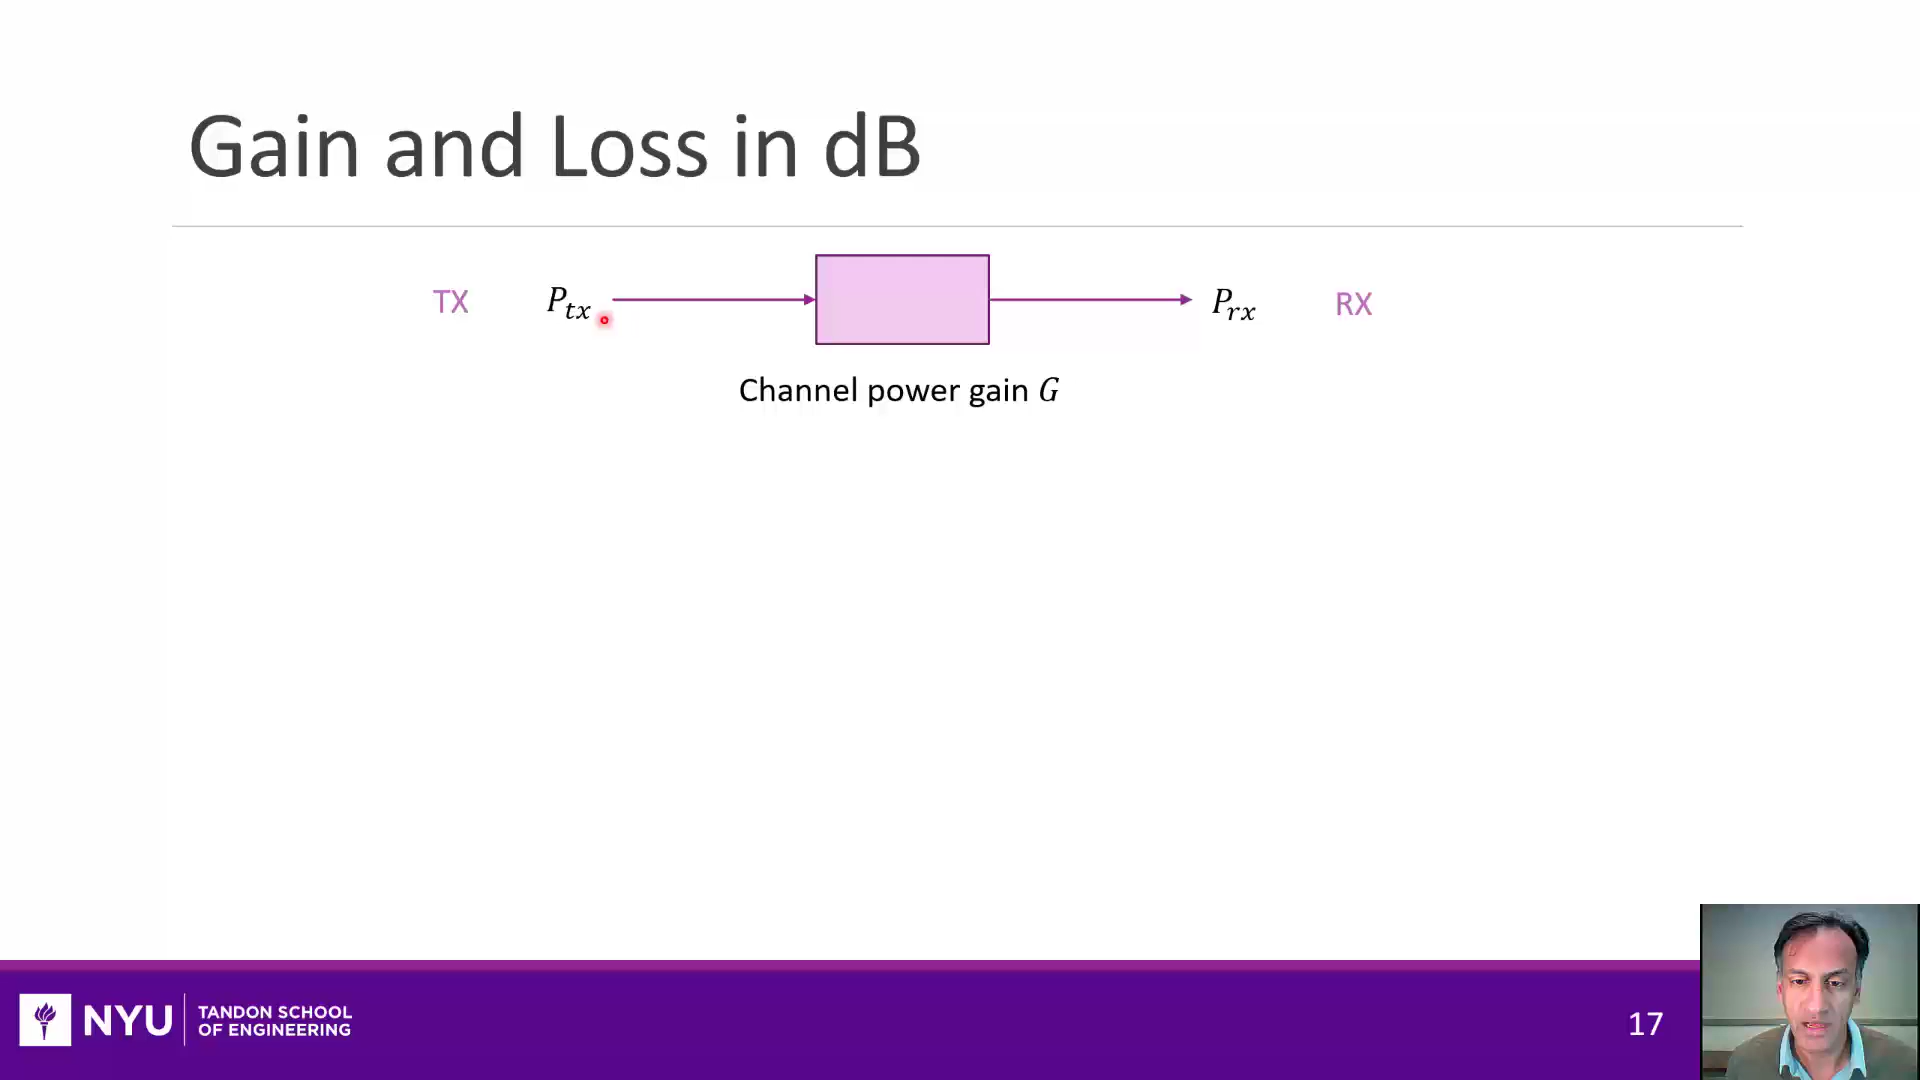 Gain and Loss in dB
TX P_tx P_rx RX
Channel power gain G
NYU TANDON SCHOOL
OF ENGINEERING
17